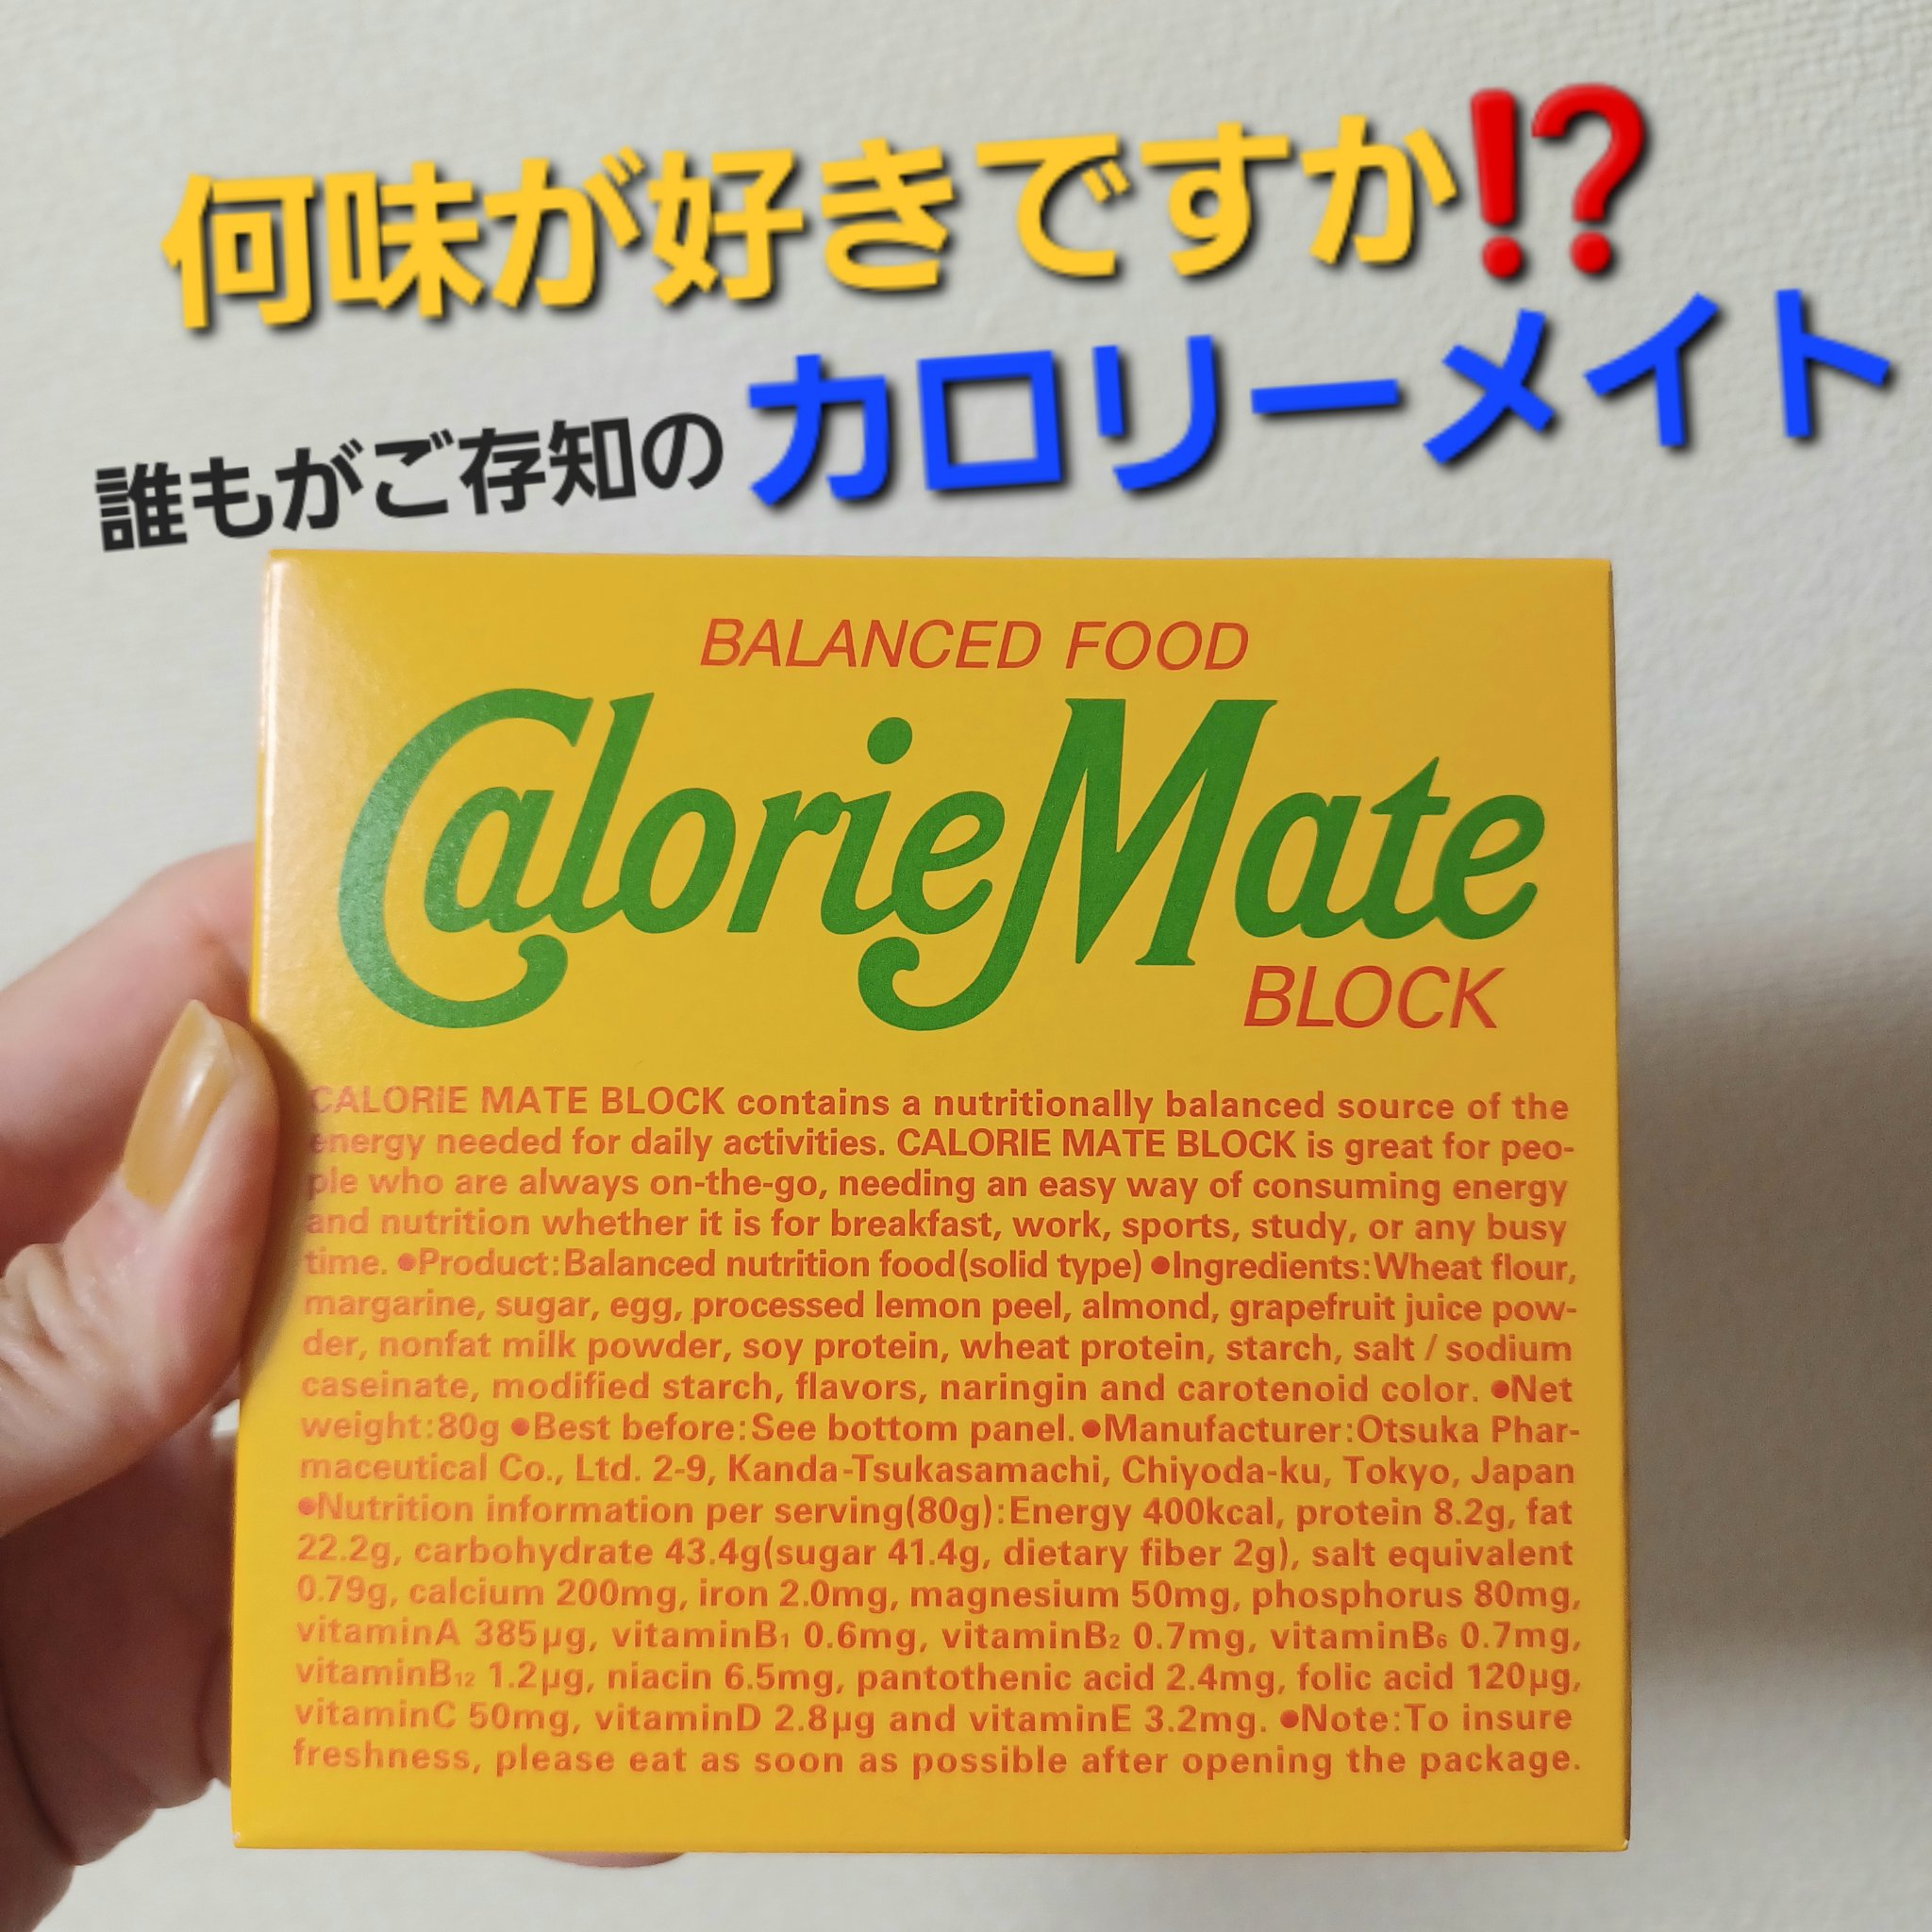 何味が好きですか⁉
誰もがご存知のカロリーメイト
BALANCED FOOD
CalorieMate
BLOCK
CALORIE MATE BLOCK contains a nutritionally balanced source of the
energy needed for daily activities. CALORIE MATE BLOCK is great for peo-
ple who are always on-the-go, needing an easy way of consuming energy
and nutrition whether it is for breakfast, work, sports, study, or any busy
time. ●Product:Balanced nutrition food(solid type) ●Ingredients:Wheat flour,
margarine, sugar, egg, processed lemon peel, almond, grapefruit juice pow-
der, nonfat milk powder, soy protein, wheat protein, starch, salt / sodium
caseinate, modified starch, flavors, naringin and carotenoid color. ●Net
weight:80g ●Best before:See bottom panel. ●Manufacturer:Otsuka Phar-
maceutical Co., Ltd. 2-9, Kanda-Tsukasamachi, Chiyoda-ku, Tokyo, Japan
●Nutrition information per serving(80g):Energy 400kcal, protein 8.2g, fat
22.2g, carbohydrate 43.4g(sugar 41.4g, dietary fiber 2g), salt equivalent
0.79g, calcium 200mg, iron 2.0mg, magnesium 50mg, phosphorus 80mg,
vitaminA 385μg, vitaminB₁ 0.6mg, vitaminB₂ 0.7mg, vitaminB₆ 0.7mg,
vitaminB₁₂ 1.2μg, niacin 6.5mg, pantothenic acid 2.4mg, folic acid 120μg,
vitaminC 50mg, vitaminD 2.8μg and vitaminE 3.2mg. ●Note:To insure
freshness, please eat as soon as possible after opening the package.